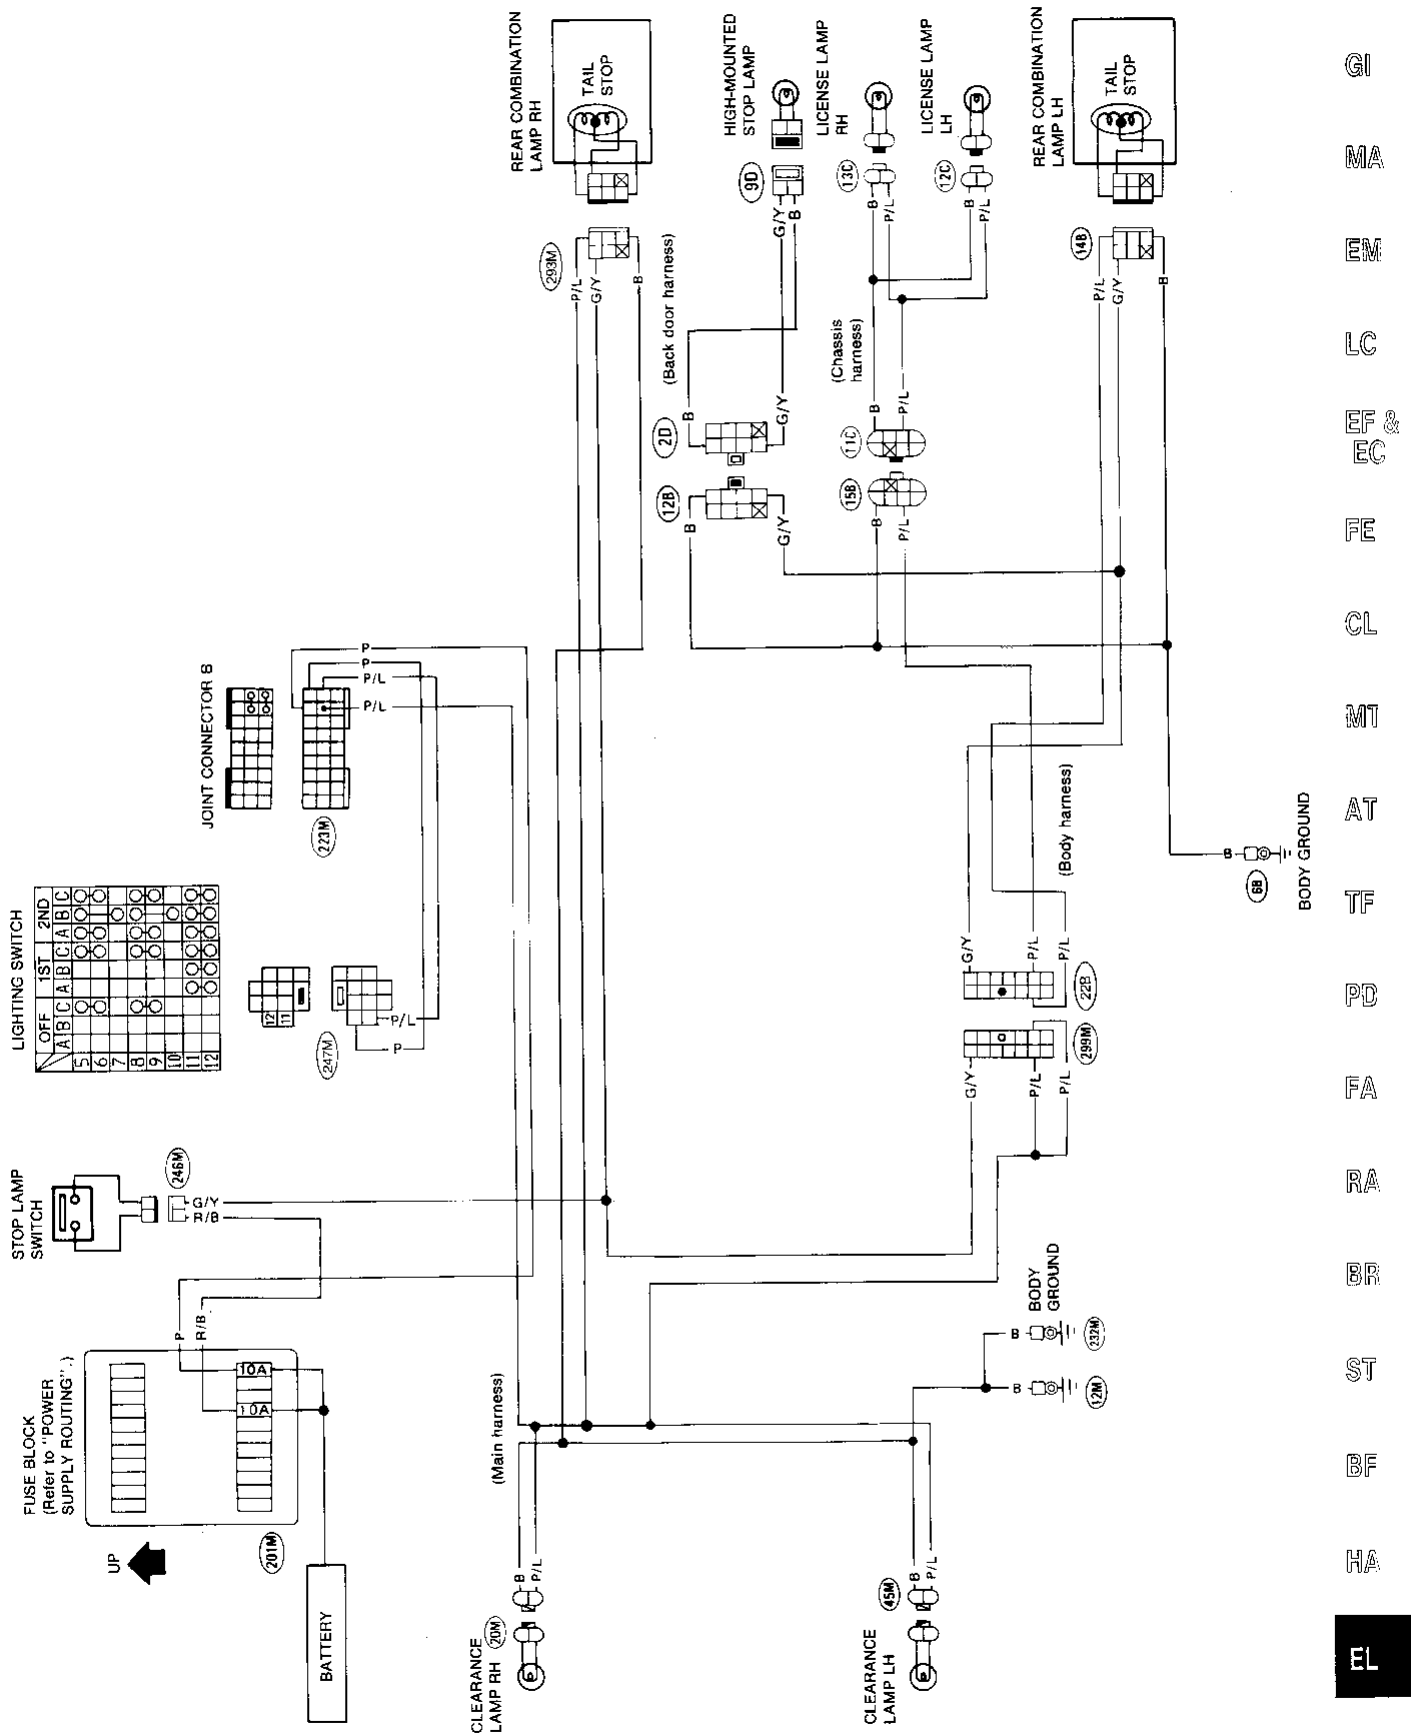 FUSE BLOCK
(Refer to "POWER
SUPPLY ROUTING".)
UP
201M
BATTERY
10A
10A
P
R/B
STOP LAMP
SWITCH
246M
G/Y
R/B
LIGHTING SWITCH
OFF 1ST 2ND
A B C A B C A B C
5
6
7
8
9
10
11
12
12
11
247M
P/L
P
JOINT CONNECTOR B
223M
P
P
P/L
P/L
CLEARANCE
LAMP RH
20M
B
P/L
(Main harness)
CLEARANCE
LAMP LH
45M
B
P/L
B
12M
B
232M
BODY
GROUND
G/Y
P/L
P/L
299M
G/Y
P/L
P/L
22B
(Body harness)
B
6B
BODY GROUND
REAR COMBINATION
LAMP RH
TAIL
STOP
293M
P/L
G/Y
B
(Back door harness)
HIGH-MOUNTED
STOP LAMP
9D
G/Y
B
B
2D
G/Y
12B
B
G/Y
LICENSE LAMP
RH
13C
B
P/L
LICENSE LAMP
LH
12C
B
P/L
(Chassis
harness)
B
P/L
11C
15B
B
P/L
REAR COMBINATION
LAMP LH
TAIL
STOP
14B
P/L
G/Y
B
GI
MA
EM
LC
EF &
EC
FE
CL
MT
AT
TF
PD
FA
RA
BR
ST
BF
HA
EL